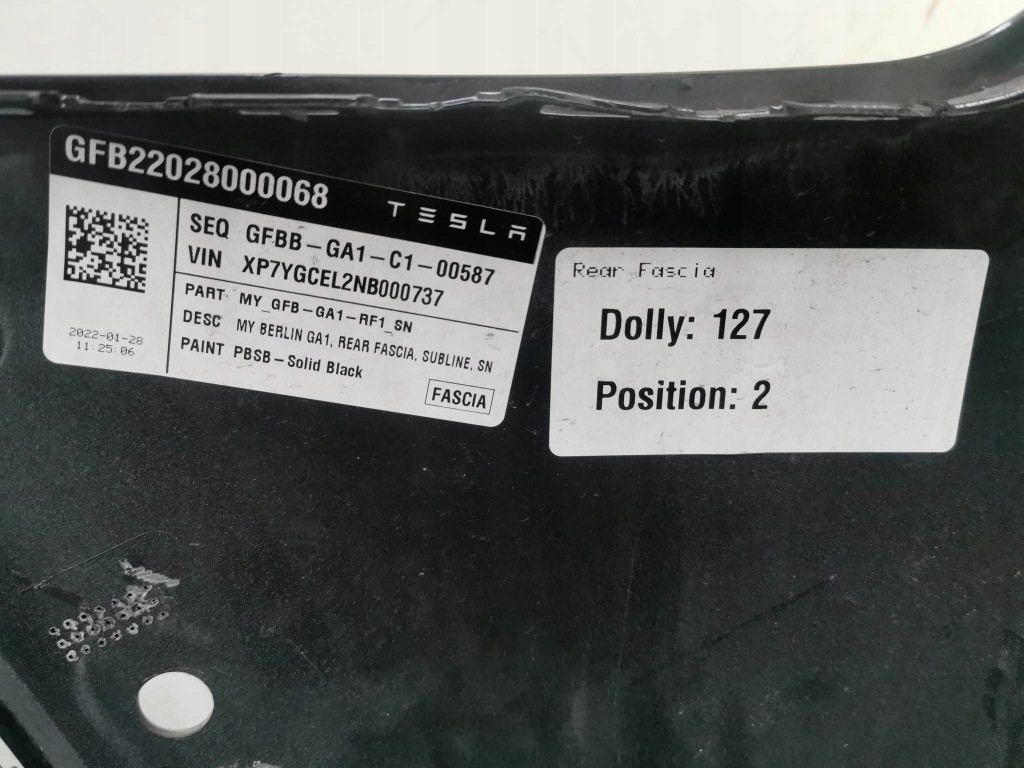 GFB22028000068
TESLA
SEQ GFBB-GA1-C1-00587
VIN XP7YGCEL2NB000737
PART MY_GFB-GA1-RF1_SN
DESC MY BERLIN GA1, REAR FASCIA, SUBLINE, SN
PAINT PBSB-Solid Black
FASCIA
2022-01-28
11:25:06
Rear Fascia
Dolly: 127
Position: 2